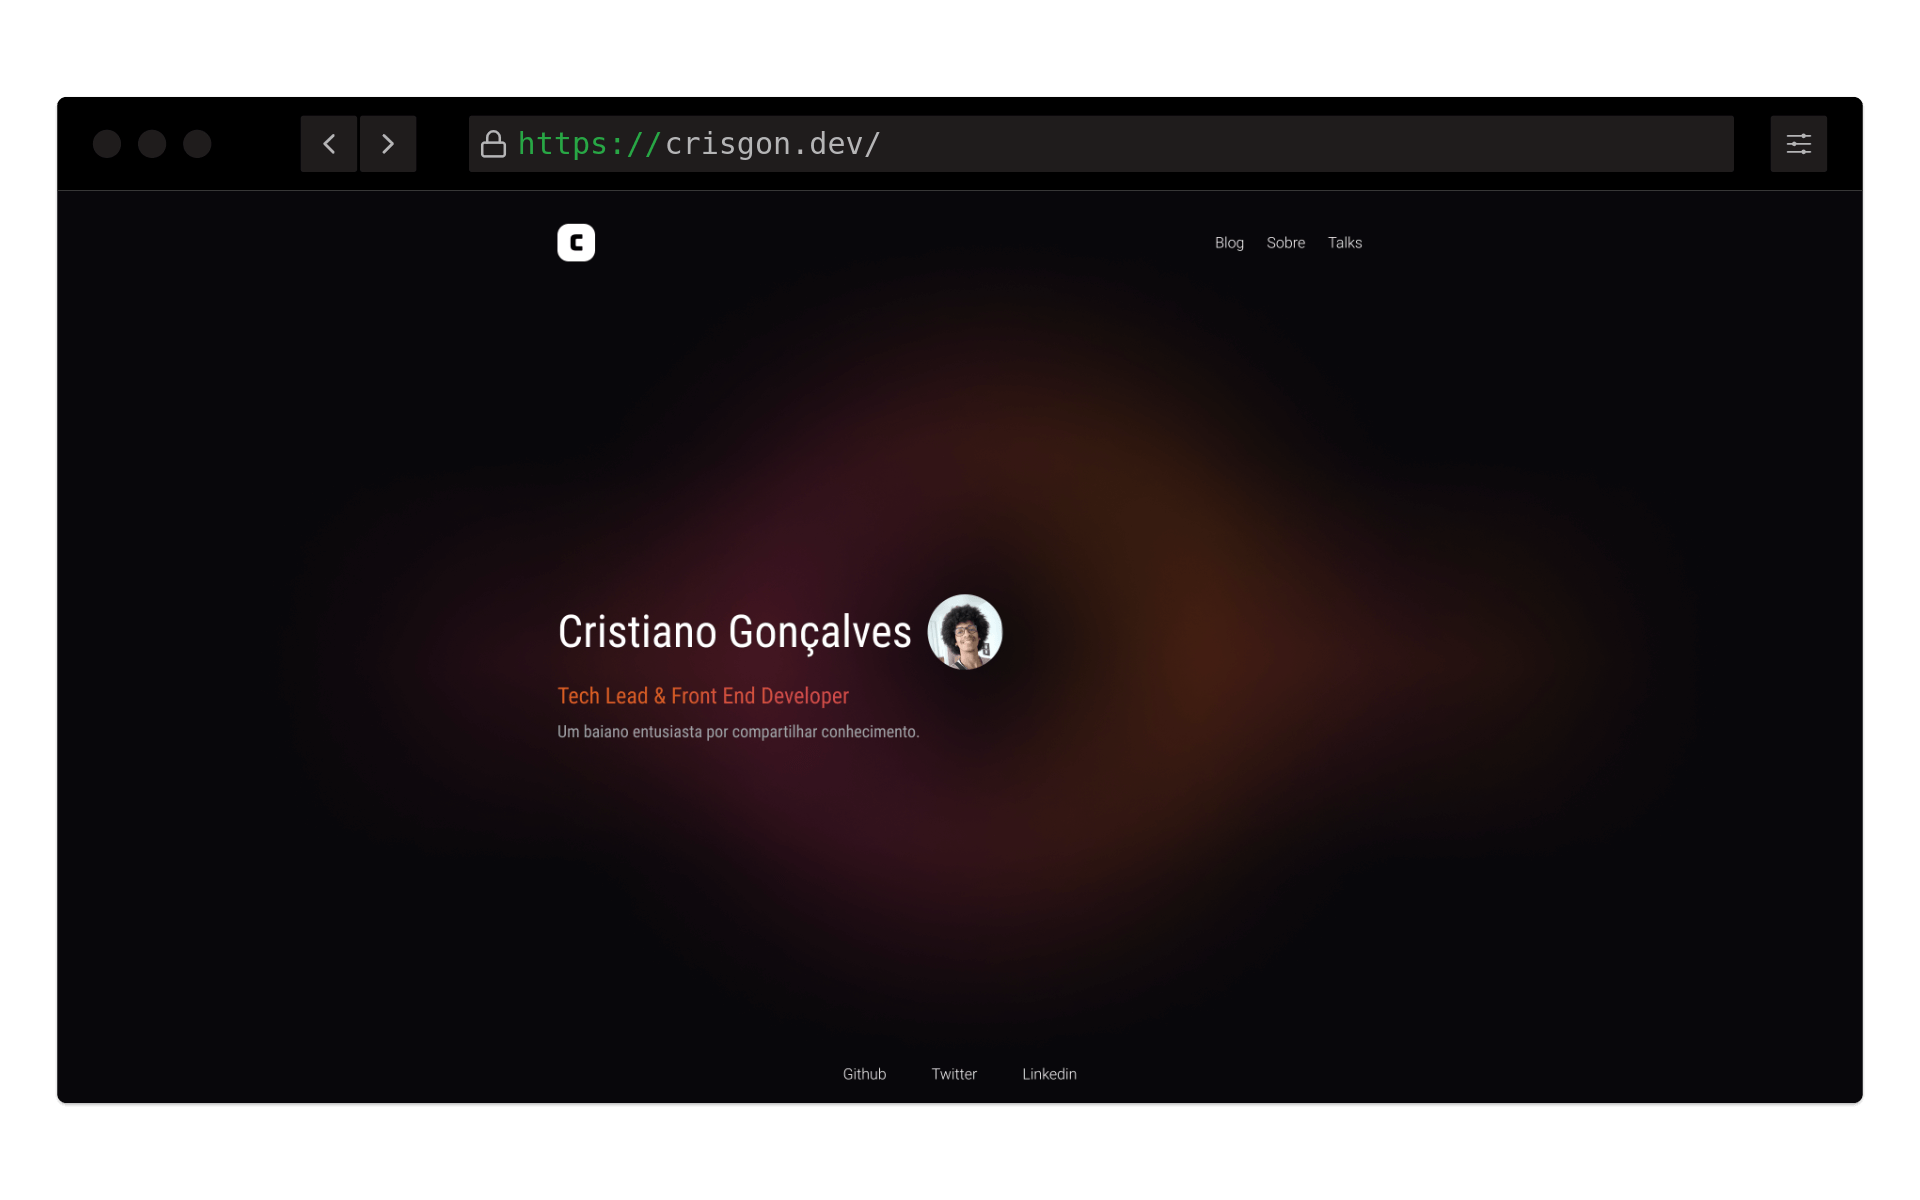 https://crisgon.dev/
C
Blog Sobre Talks
Cristiano Gonçalves
Tech Lead & Front End Developer
Um baiano entusiasta por compartilhar conhecimento.
Github Twitter Linkedin